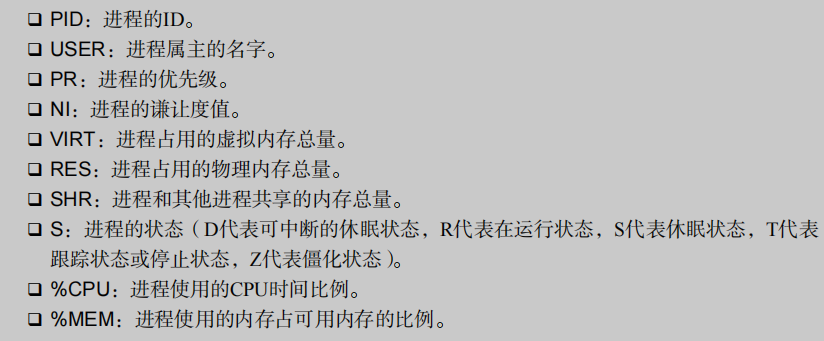 ❑ PID：进程的ID。
❑ USER：进程属主的名字。
❑ PR：进程的优先级。
❑ NI：进程的谦让度值。
❑ VIRT：进程占用的虚拟内存总量。
❑ RES：进程占用的物理内存总量。
❑ SHR：进程和其他进程共享的内存总量。
❑ S：进程的状态（D代表可中断的休眠状态，R代表在运行状态，S代表休眠状态，T代表
跟踪状态或停止状态，Z代表僵化状态）。
❑ %CPU：进程使用的CPU时间比例。
❑ %MEM：进程使用的内存占可用内存的比例。